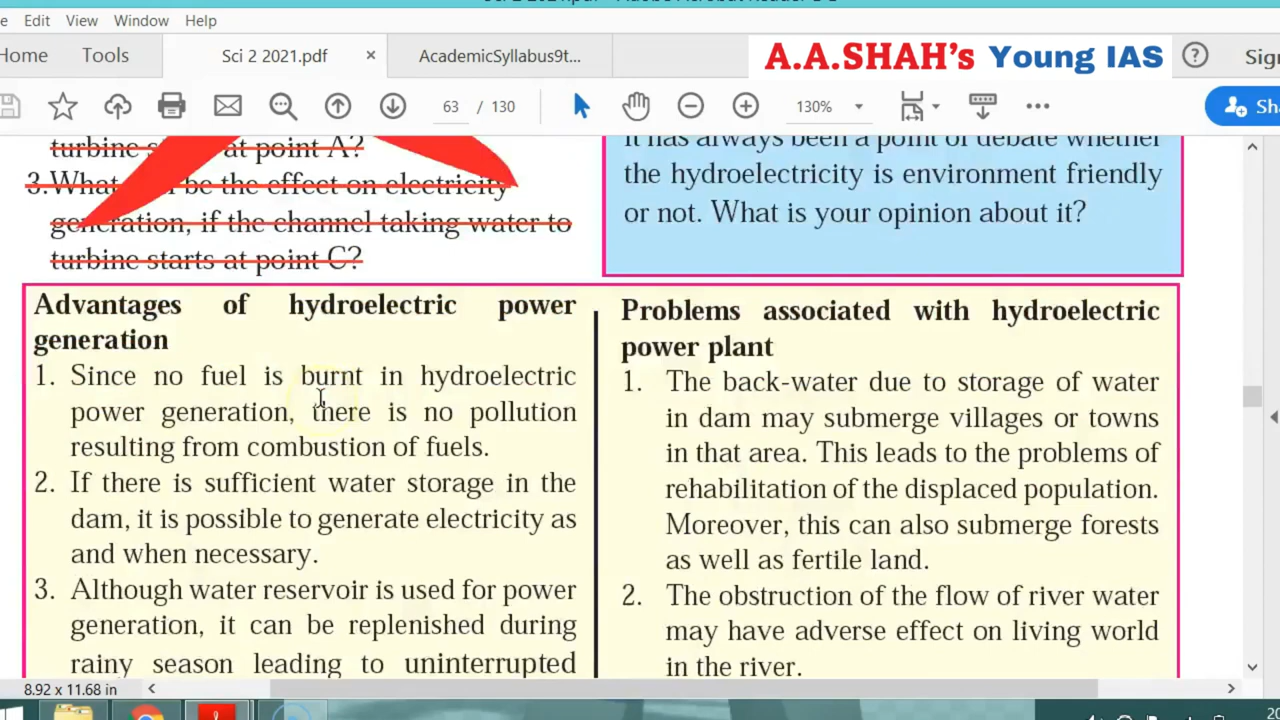 Edit View Window Help
Home Tools Sci 2 2021.pdf × AcademicSyllabus9t... A.A.SHAH's Young IAS
63 / 130 130%
turbine at point A?
3. What be the effect on electricity
generation, if the channel taking water to
turbine starts at point C?
It has always been a point of debate whether
the hydroelectricity is environment friendly
or not. What is your opinion about it?
Advantages of hydroelectric power
generation
1. Since no fuel is burnt in hydroelectric
power generation, there is no pollution
resulting from combustion of fuels.
2. If there is sufficient water storage in the
dam, it is possible to generate electricity as
and when necessary.
3. Although water reservoir is used for power
generation, it can be replenished during
rainy season leading to uninterrupted
Problems associated with hydroelectric
power plant
1. The back-water due to storage of water
in dam may submerge villages or towns
in that area. This leads to the problems of
rehabilitation of the displaced population.
Moreover, this can also submerge forests
as well as fertile land.
2. The obstruction of the flow of river water
may have adverse effect on living world
in the river.
8.92 x 11.68 in